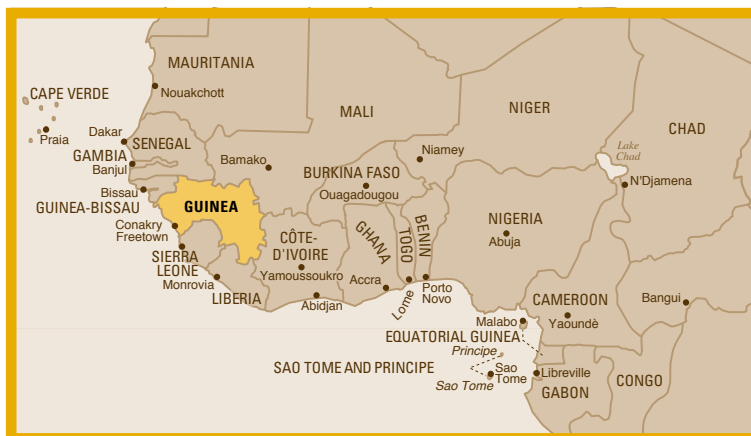 MAURITANIA
CAPE VERDE
Nouakchott
MALI
NIGER
CHAD
Praia
Dakar
SENEGAL
GAMBIA
Banjul
Bamako
Niamey
Lake
Chad
BURKINA FASO
Ouagadougou
N'Djamena
Bissau
GUINEA-BISSAU
GUINEA
Conakry
Freetown
SIERRA
LEONE
Monrovia
LIBERIA
CÔTE-
D'IVOIRE
Yamoussoukro
Abidjan
GHANA
Accra
TOGO
Lome
BENIN
Porto
Novo
NIGERIA
Abuja
CAMEROON
Yaoundè
Bangui
Malabo
EQUATORIAL GUINEA
Principe
SAO TOME AND PRINCIPE
Sao
Tome
Sao Tome
Libreville
GABON
CONGO